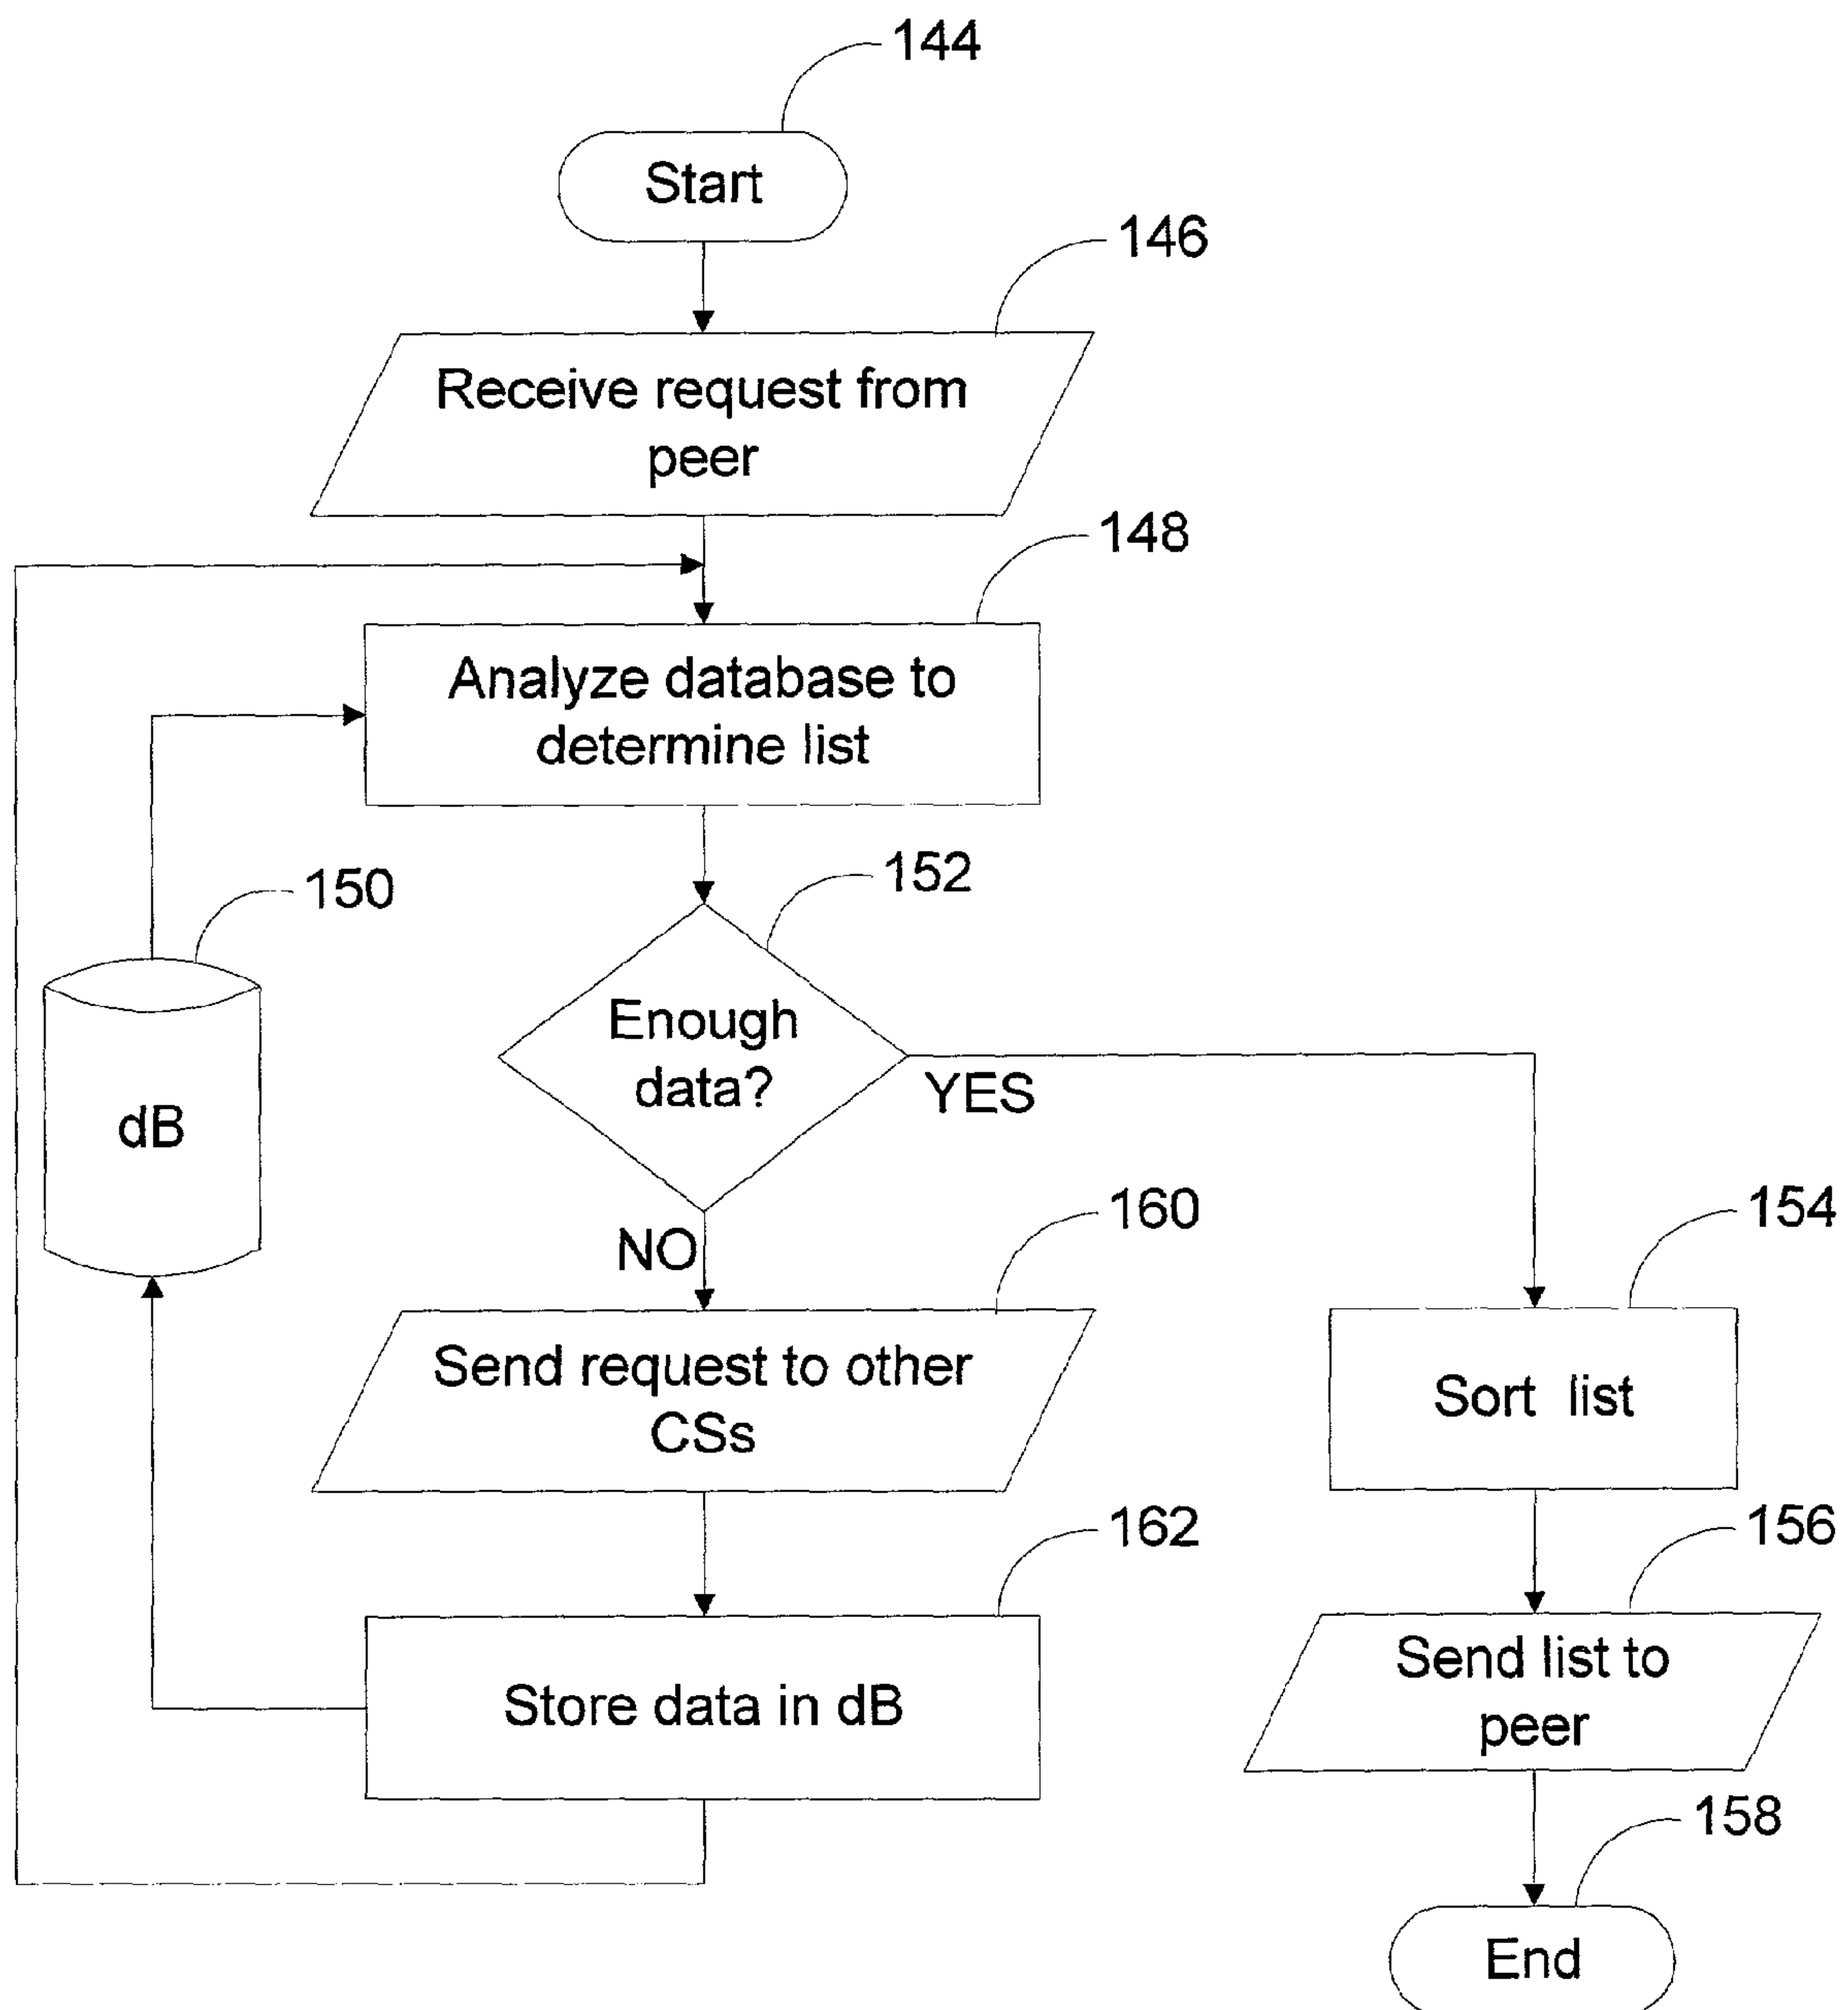 144
Start
146
Receive request from
peer
148
Analyze database to
determine list
150
152
Enough
data?
YES
dB
NO
160
154
Send request to other
CSs
Sort list
162
156
Store data in dB
Send list to
peer
158
End